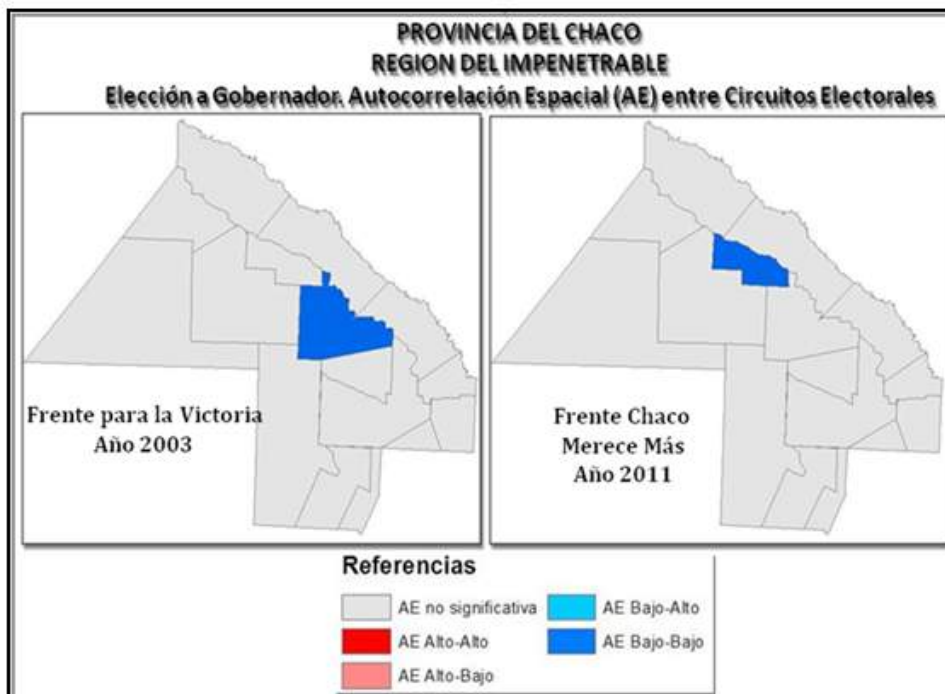 PROVINCIA DEL CHACO
REGION DEL IMPENETRABLE
Elección a Gobernador. Autocorrelación Espacial (AE) entre Circuitos Electorales
Frente para la Victoria
Año 2003
Frente Chaco
Merece Más
Año 2011
Referencias
AE no significativa
AE Alto-Alto
AE Alto-Bajo
AE Bajo-Alto
AE Bajo-Bajo